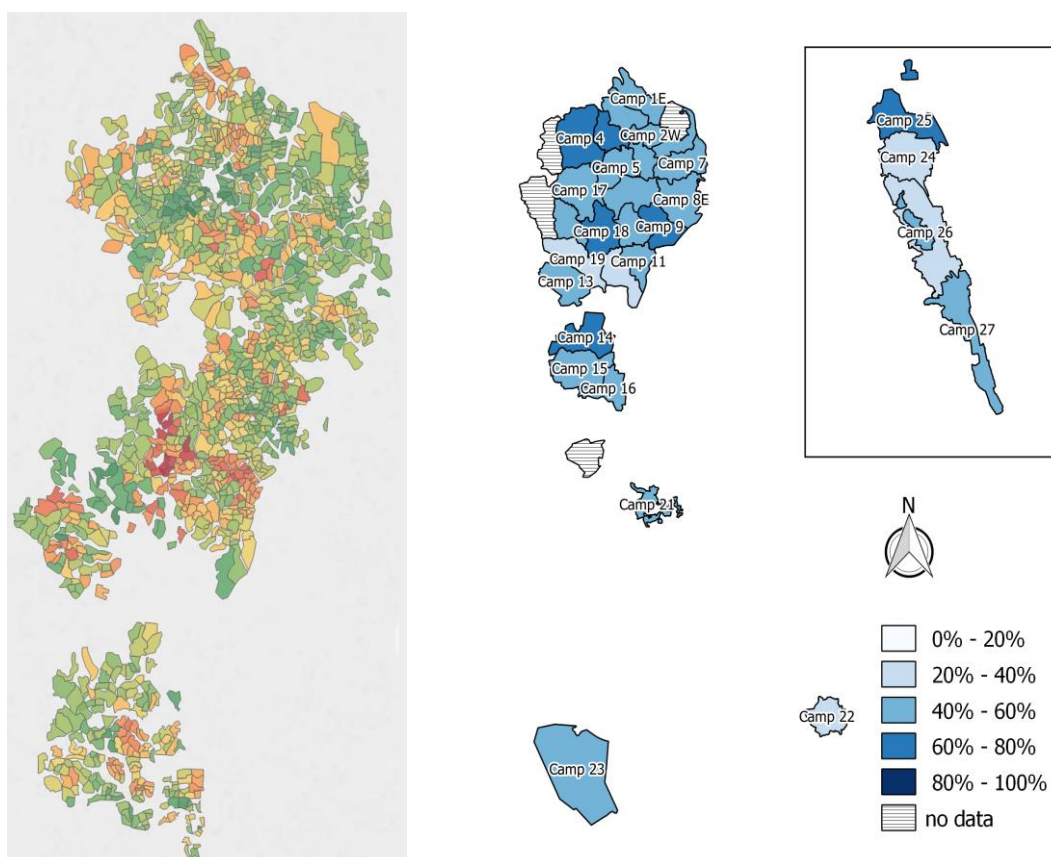 Camp 1E
Camp 4
Camp 2W
Camp 5
Camp 7
Camp 17
Camp 8E
Camp 18
Camp 9
Camp 19
Camp 11
Camp 13
Camp 14
Camp 15
Camp 16
Camp 21
Camp 23
Camp 22
Camp 25
Camp 24
Camp 26
Camp 27
N
0% - 20%
20% - 40%
40% - 60%
60% - 80%
80% - 100%
no data